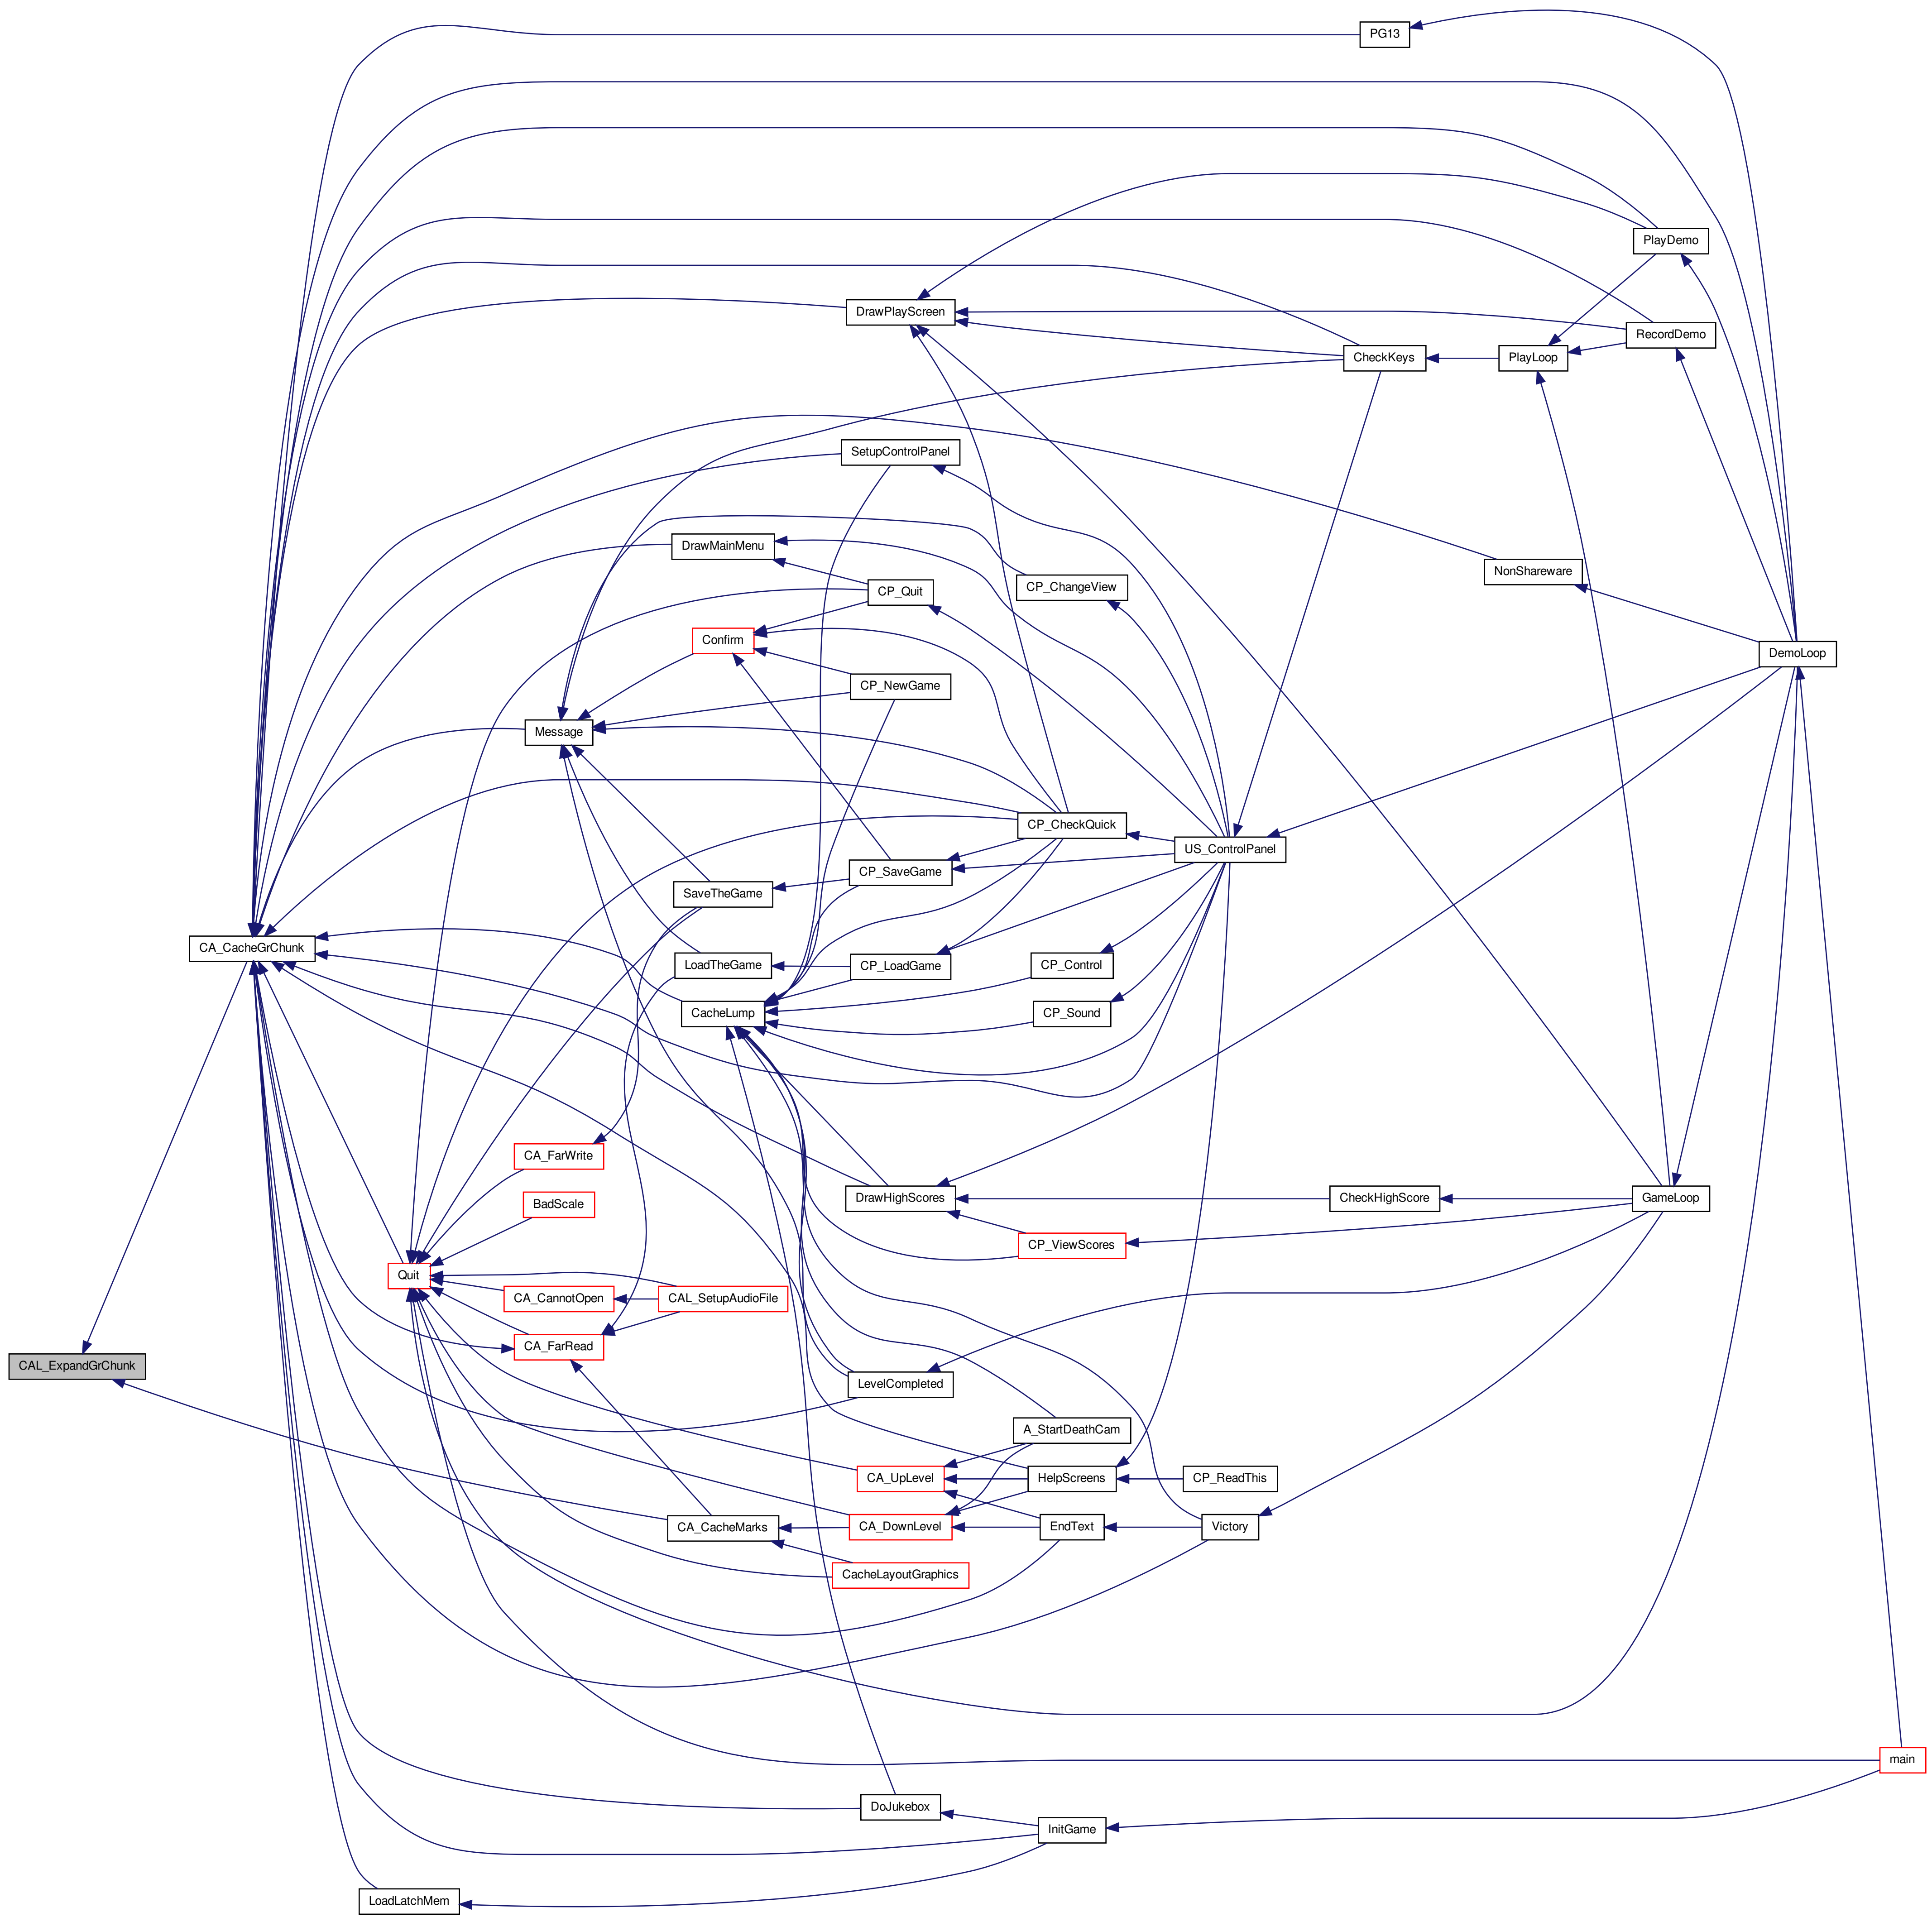 PG13
PlayDemo
DrawPlayScreen
RecordDemo
CheckKeys
PlayLoop
SetupControlPanel
DrawMainMenu
NonShareware
CP_ChangeView
CP_Quit
Confirm
DemoLoop
CP_NewGame
Message
CP_CheckQuick
US_ControlPanel
CP_SaveGame
SaveTheGame
CA_CacheGrChunk
LoadTheGame
CP_LoadGame
CP_Control
CacheLump
CP_Sound
CA_FarWrite
DrawHighScores
CheckHighScore
GameLoop
BadScale
CP_ViewScores
Quit
CA_CannotOpen
CAL_SetupAudioFile
CA_FarRead
CAL_ExpandGrChunk
LevelCompleted
A_StartDeathCam
CA_UpLevel
HelpScreens
CP_ReadThis
CA_CacheMarks
CA_DownLevel
EndText
Victory
CacheLayoutGraphics
main
DoJukebox
InitGame
LoadLatchMem